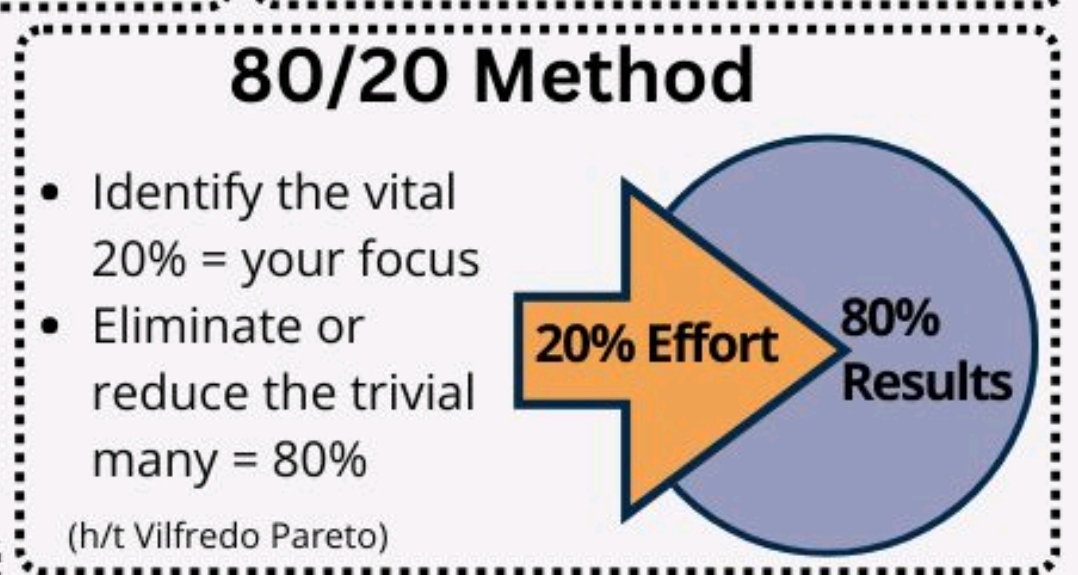 80/20 Method
• Identify the vital
20% = your focus
• Eliminate or
reduce the trivial
many = 80%
(h/t Vilfredo Pareto)
20% Effort
80%
Results